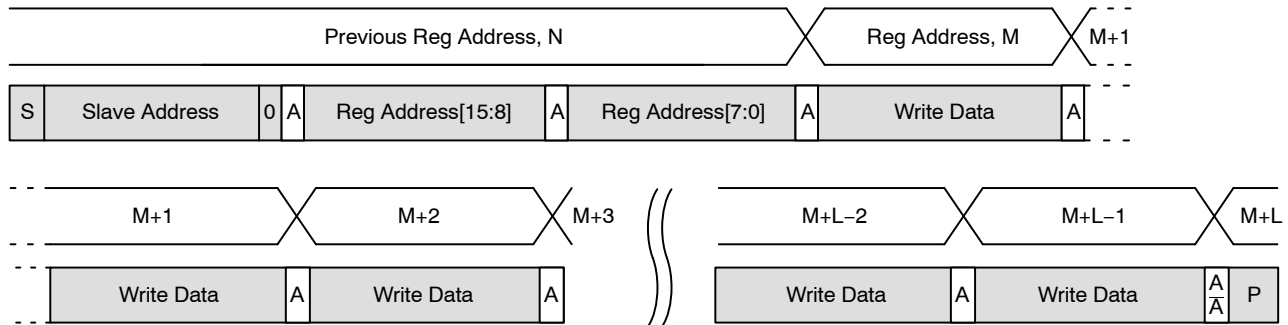 Previous Reg Address, N Reg Address, M M+1
S Slave Address 0 A Reg Address[15:8] A Reg Address[7:0] A Write Data A
M+1 M+2 M+3 M+L−2 M+L−1 M+L
Write Data A Write Data A Write Data A Write Data A/A̅ P